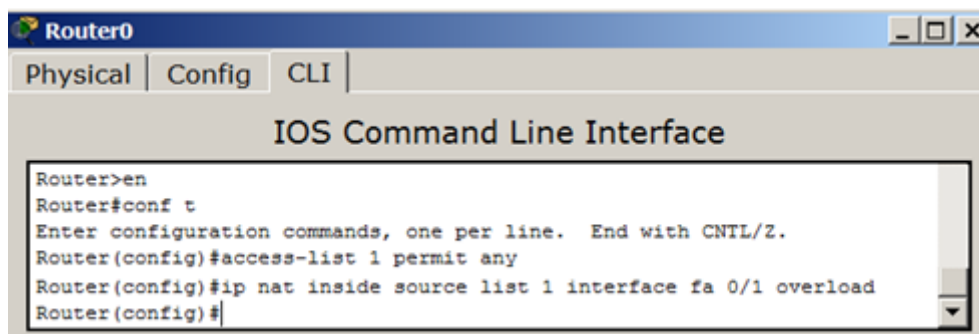 Router0
Physical Config CLI
IOS Command Line Interface
Router>en
Router#conf t
Enter configuration commands, one per line.  End with CNTL/Z.
Router(config)#access-list 1 permit any
Router(config)#ip nat inside source list 1 interface fa 0/1 overload
Router(config)#